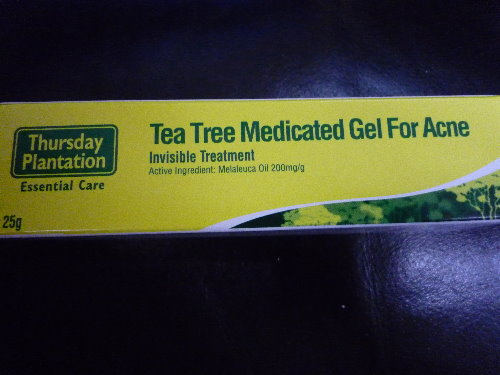 Thursday
Plantation
Essential Care
25g
Tea Tree Medicated Gel For Acne
Invisible Treatment
Active Ingredient: Melaleuca Oil 200mg/g